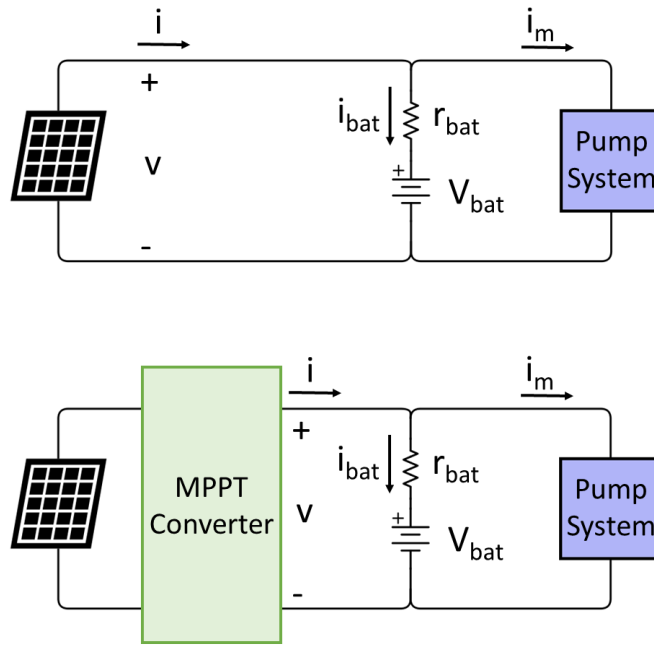 i
i_m
+
i_bat
r_bat
Pump
System
v
+
V_bat
-
i
i_m
+
i_bat
r_bat
MPPT
Converter
Pump
System
v
+
V_bat
-